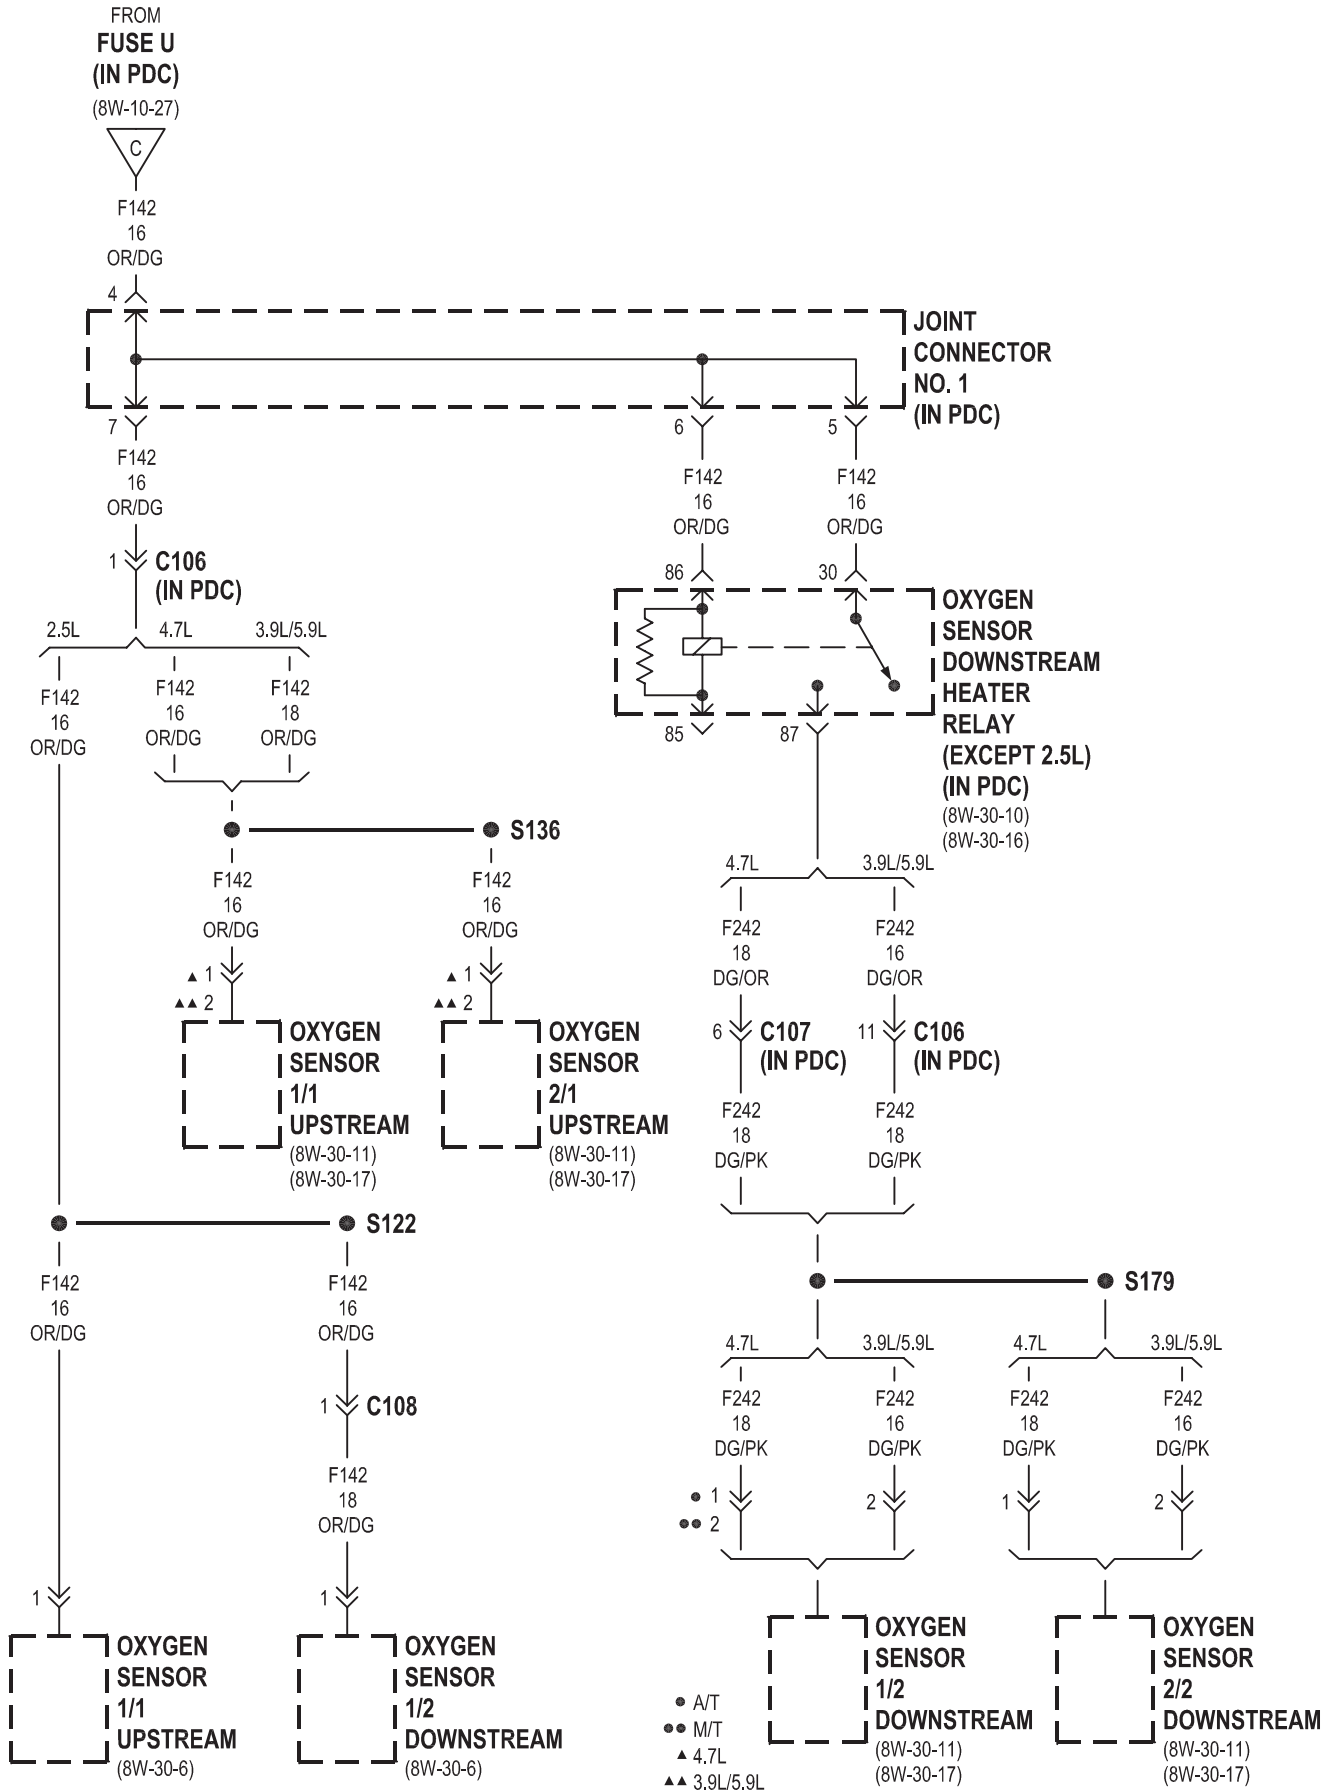 FROM
FUSE U
(IN PDC)
(8W-10-27)
C
F142
16
OR/DG
4
JOINT
CONNECTOR
NO. 1
(IN PDC)
7
F142
16
OR/DG
6
F142
16
OR/DG
5
F142
16
OR/DG
1
C106
(IN PDC)
86
30
OXYGEN
SENSOR
DOWNSTREAM
HEATER
RELAY
(EXCEPT 2.5L)
(IN PDC)
(8W-30-10)
(8W-30-16)
85
87
2.5L
4.7L
3.9L/5.9L
F142
16
OR/DG
F142
16
OR/DG
F142
18
OR/DG
S136
F142
16
OR/DG
F142
16
OR/DG
▲ 1
▲▲ 2
▲ 1
▲▲ 2
OXYGEN
SENSOR
1/1
UPSTREAM
(8W-30-11)
(8W-30-17)
OXYGEN
SENSOR
2/1
UPSTREAM
(8W-30-11)
(8W-30-17)
4.7L
3.9L/5.9L
F242
18
DG/OR
F242
16
DG/OR
6
C107
(IN PDC)
11
C106
(IN PDC)
F242
18
DG/PK
F242
18
DG/PK
S122
F142
16
OR/DG
F142
16
OR/DG
1
C108
F142
18
OR/DG
1
1
OXYGEN
SENSOR
1/1
UPSTREAM
(8W-30-6)
OXYGEN
SENSOR
1/2
DOWNSTREAM
(8W-30-6)
S179
4.7L
3.9L/5.9L
4.7L
3.9L/5.9L
F242
18
DG/PK
F242
16
DG/PK
F242
18
DG/PK
F242
16
DG/PK
● 1
●● 2
2
1
2
OXYGEN
SENSOR
1/2
DOWNSTREAM
(8W-30-11)
(8W-30-17)
OXYGEN
SENSOR
2/2
DOWNSTREAM
(8W-30-11)
(8W-30-17)
● A/T
●● M/T
▲ 4.7L
▲▲ 3.9L/5.9L